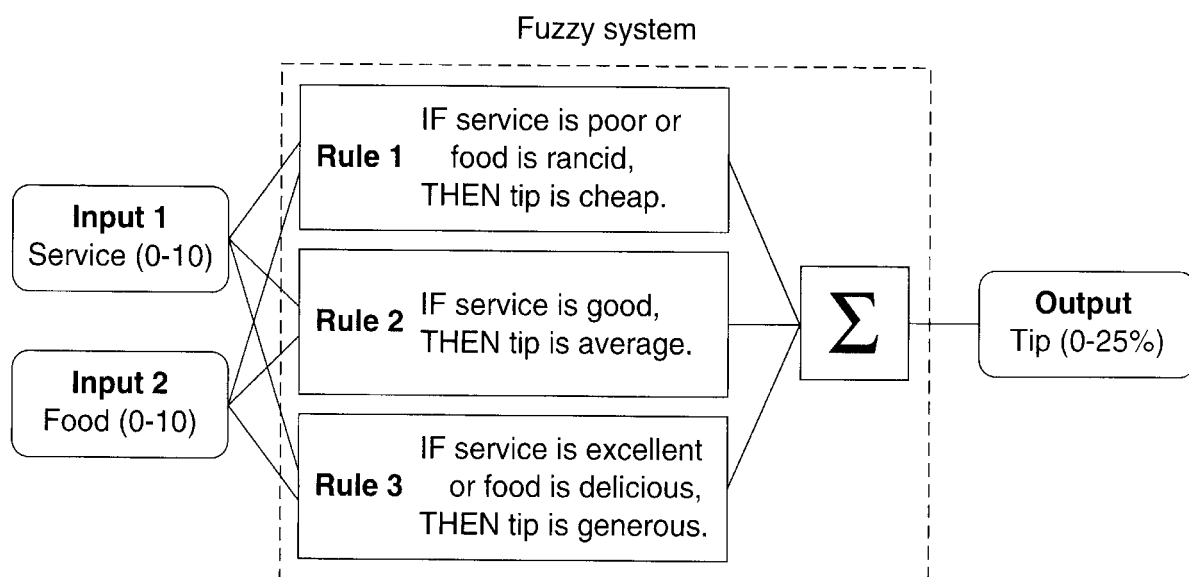 Fuzzy system
Input 1
Service (0-10)
Input 2
Food (0-10)
Rule 1
IF service is poor or
food is rancid,
THEN tip is cheap.
Rule 2
IF service is good,
THEN tip is average.
Rule 3
IF service is excellent
or food is delicious,
THEN tip is generous.
Σ
Output
Tip (0-25%)